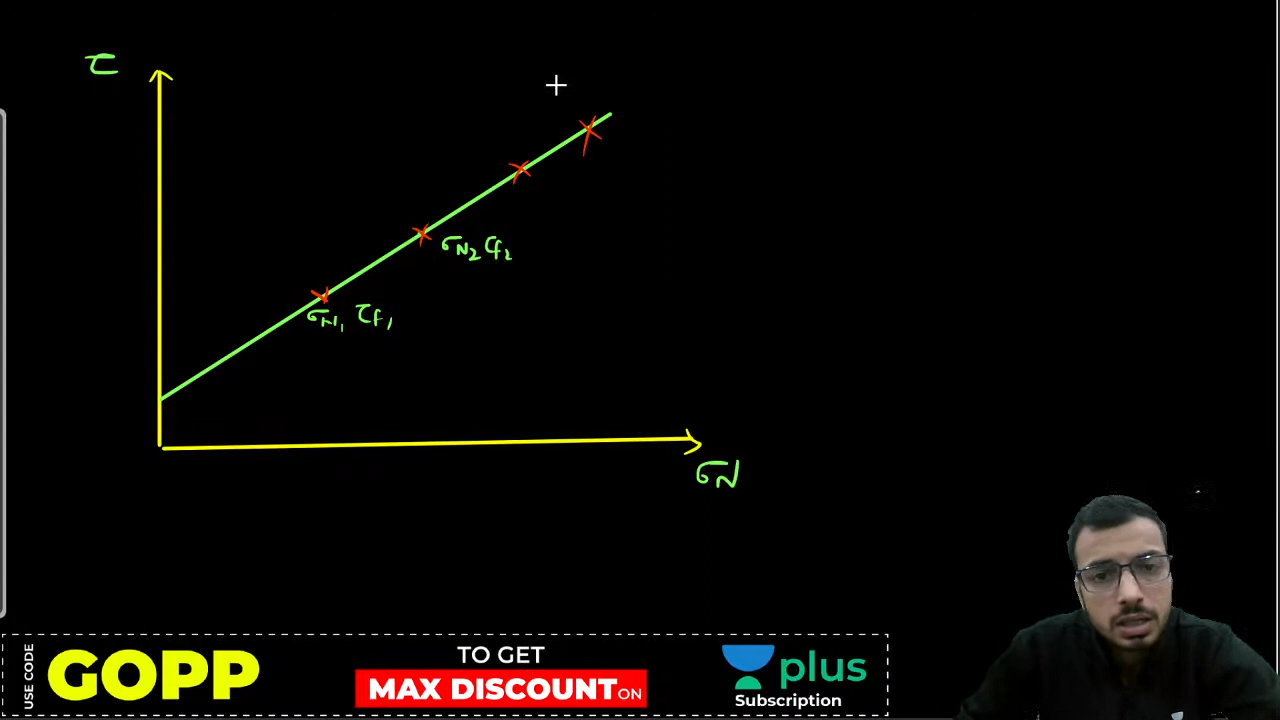 τ
σN2 τf2
σN1, τf1
σN
USE CODE
GOPP
TO GET
MAX DISCOUNT ON
plus
Subscription